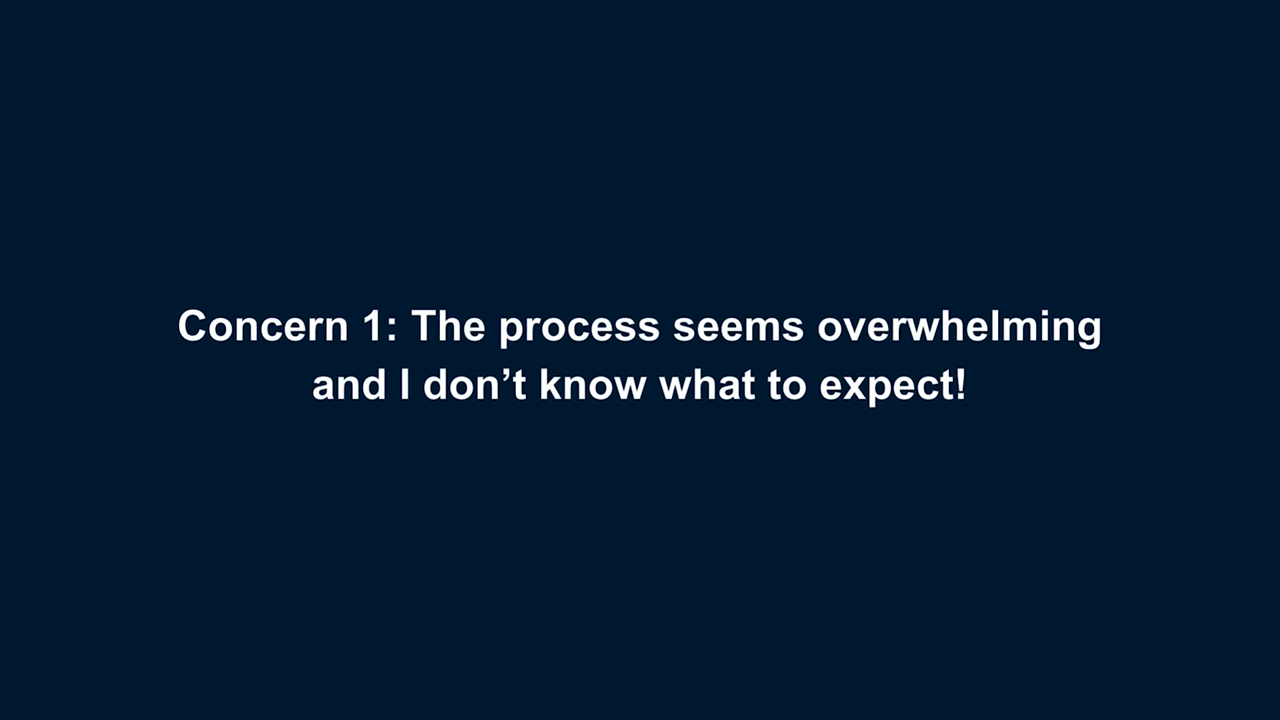 Concern 1: The process seems overwhelming
and I don’t know what to expect!